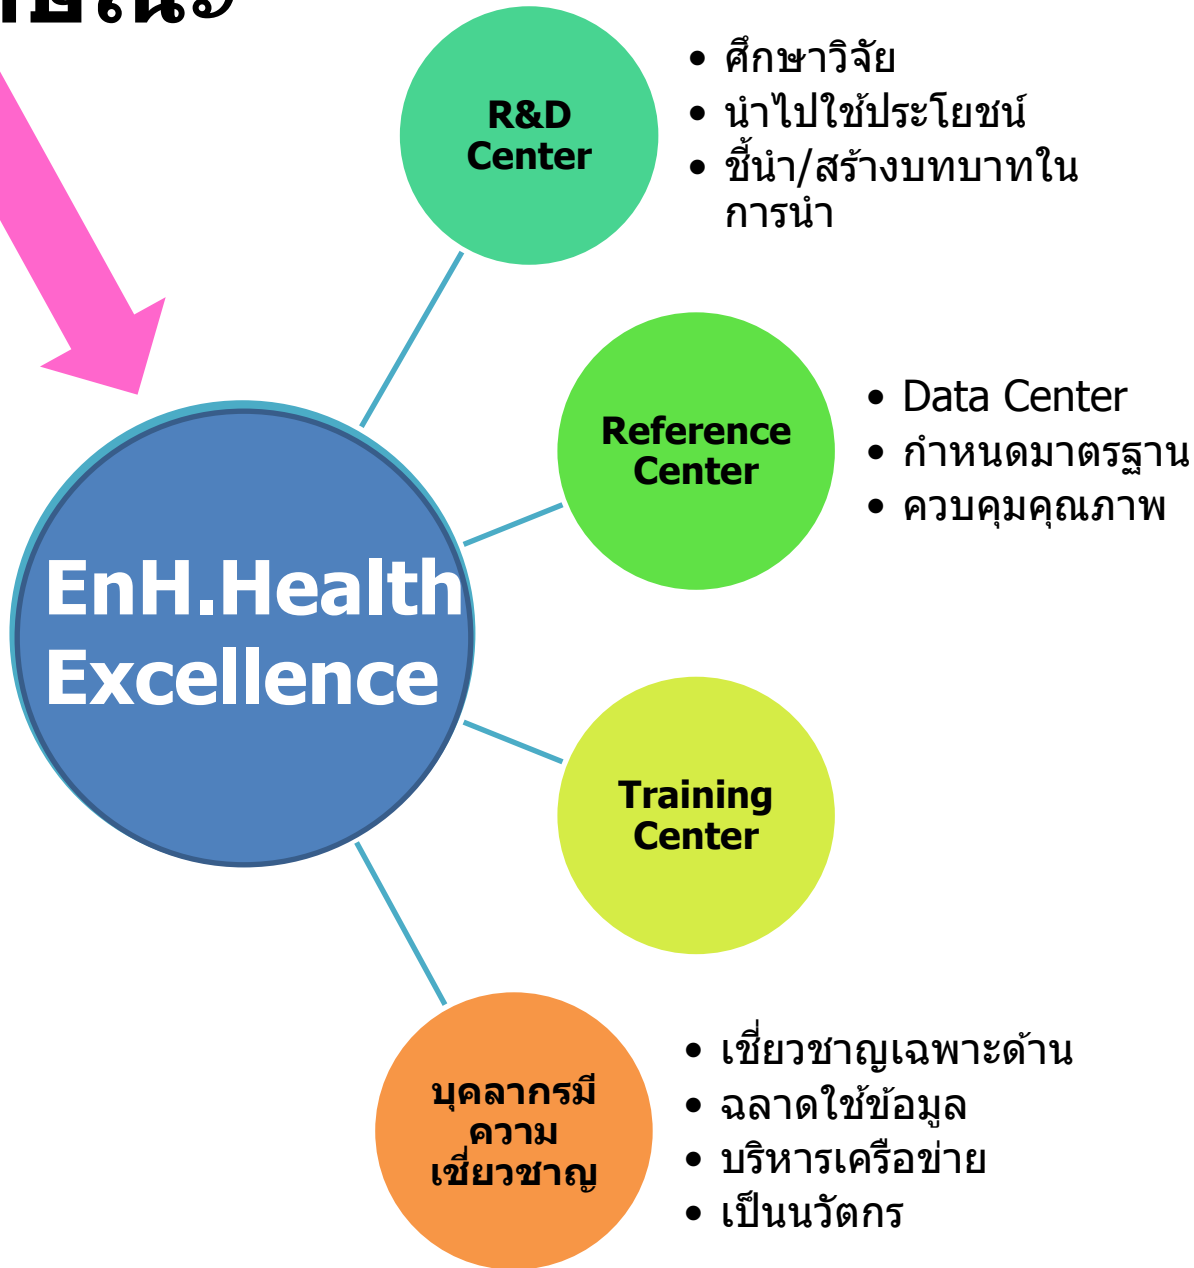 R&D
Center
• ศึกษาวิจัย
• นำไปใช้ประโยชน์
• ชี้นำ/สร้างบทบาทใน
การนำ
Reference
Center
• Data Center
• กำหนดมาตรฐาน
• ควบคุมคุณภาพ
EnH.Health
Excellence
Training
Center
บุคลากรมี
ความ
เชี่ยวชาญ
• เชี่ยวชาญเฉพาะด้าน
• ฉลาดใช้ข้อมูล
• บริหารเครือข่าย
• เป็นนวัตกร